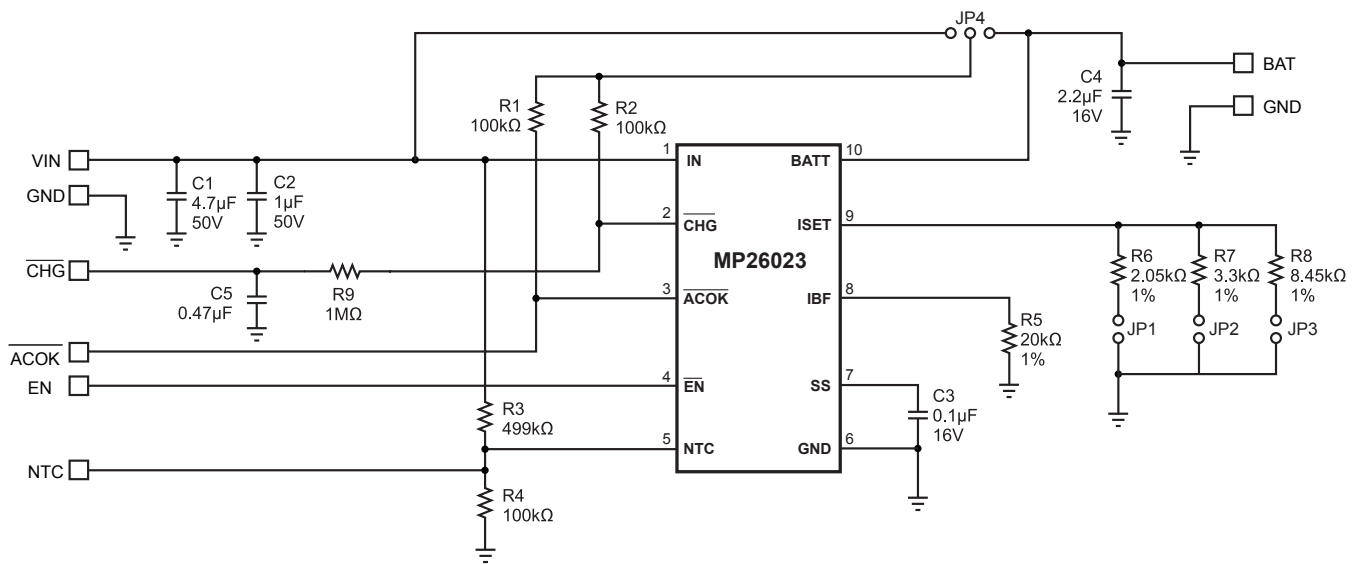 JP4
BAT
C4
2.2µF
16V
GND
R1
100kΩ
R2
100kΩ
VIN
GND
C1
4.7µF
50V
C2
1µF
50V
1
IN
BATT
10
2
CHG
ISET
9
MP26023
CHG
C5
0.47µF
R9
1MΩ
3
ACOK
IBF
8
R6
2.05kΩ
1%
R7
3.3kΩ
1%
R8
8.45kΩ
1%
JP1
JP2
JP3
R5
20kΩ
1%
ACOK
EN
4
EN
SS
7
C3
0.1µF
16V
R3
499kΩ
5
NTC
GND
6
NTC
R4
100kΩ